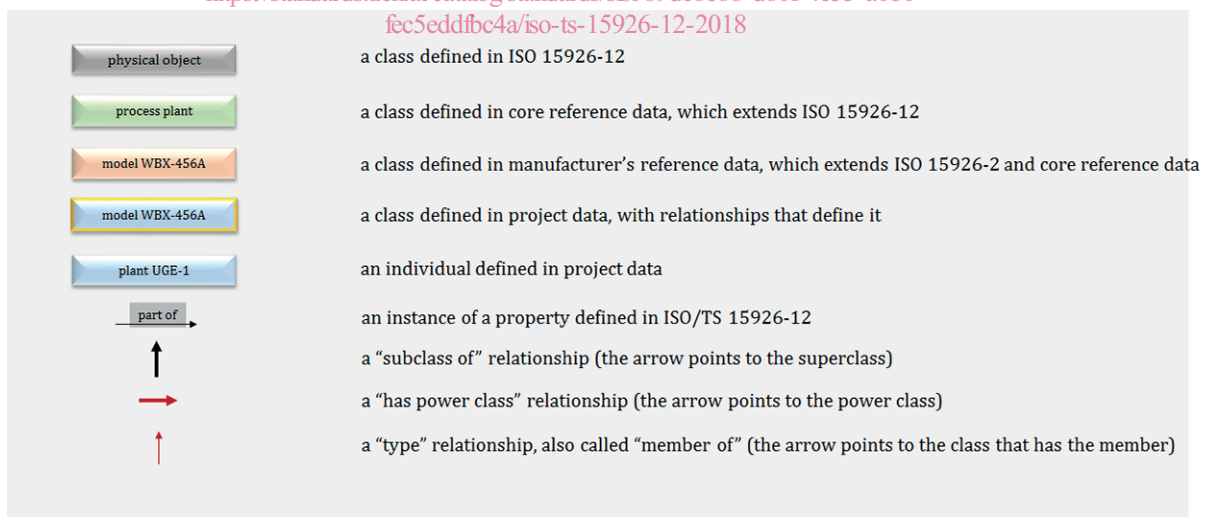 fec5eddfbc4a/iso-ts-15926-12-2018
physical object a class defined in ISO 15926-12
process plant a class defined in core reference data, which extends ISO 15926-12
model WBX-456A a class defined in manufacturer’s reference data, which extends ISO 15926-2 and core reference data
model WBX-456A a class defined in project data, with relationships that define it
plant UGE-1 an individual defined in project data
part of an instance of a property defined in ISO/TS 15926-12
a “subclass of” relationship (the arrow points to the superclass)
a “has power class” relationship (the arrow points to the power class)
a “type” relationship, also called “member of” (the arrow points to the class that has the member)